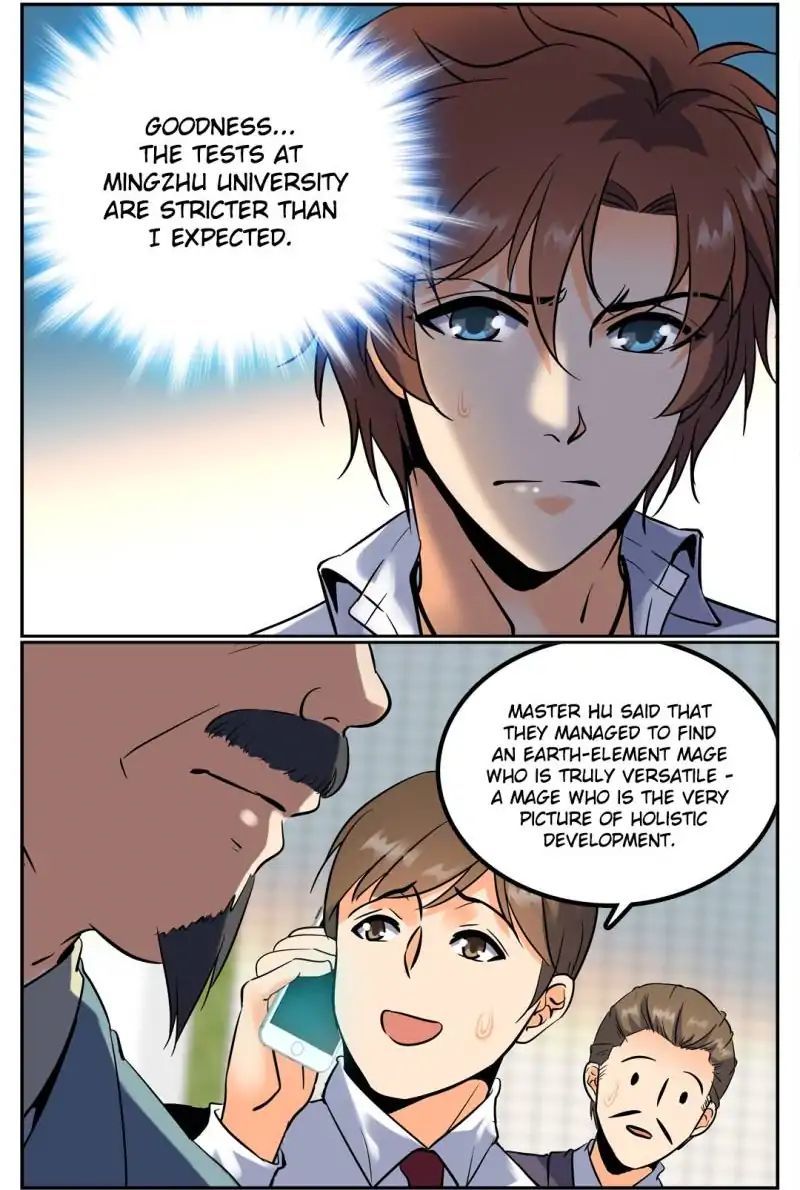 GOODNESS...
THE TESTS AT
MINGZHU UNIVERSITY
ARE STRICTER THAN
I EXPECTED.
MASTER HU SAID THAT
THEY MANAGED TO FIND
AN EARTH-ELEMENT MAGE
WHO IS TRULY VERSATILE -
A MAGE WHO IS THE VERY
PICTURE OF HOLISTIC
DEVELOPMENT.